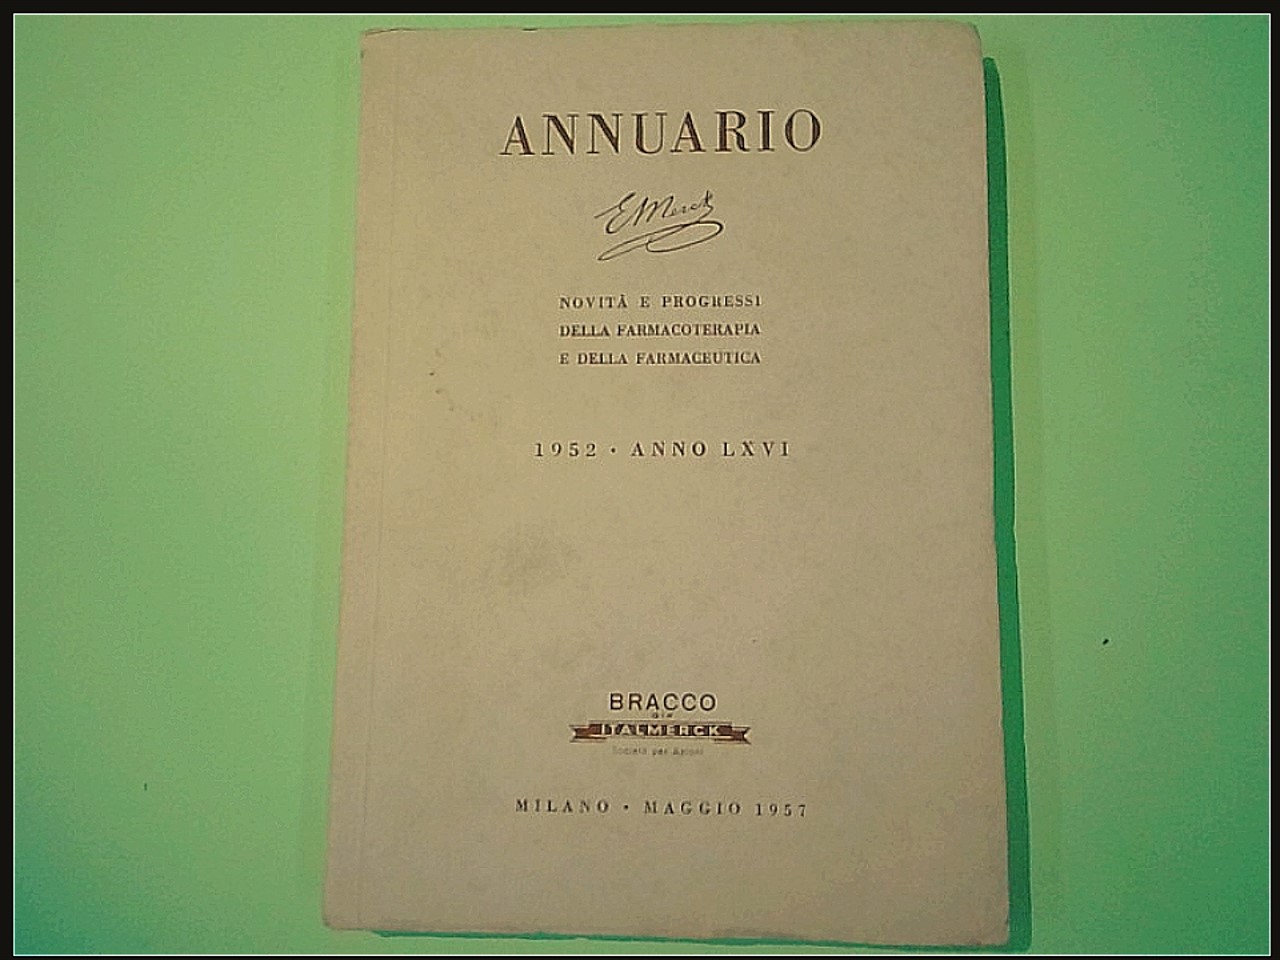 ANNUARIO
E Merck
NOVITÀ E PROGRESSI
DELLA FARMACOTERAPIA
E DELLA FARMACEUTICA
1952 · ANNO LXVI
BRACCO
già
ITALMERCK
Società per Azioni
MILANO · MAGGIO 1957